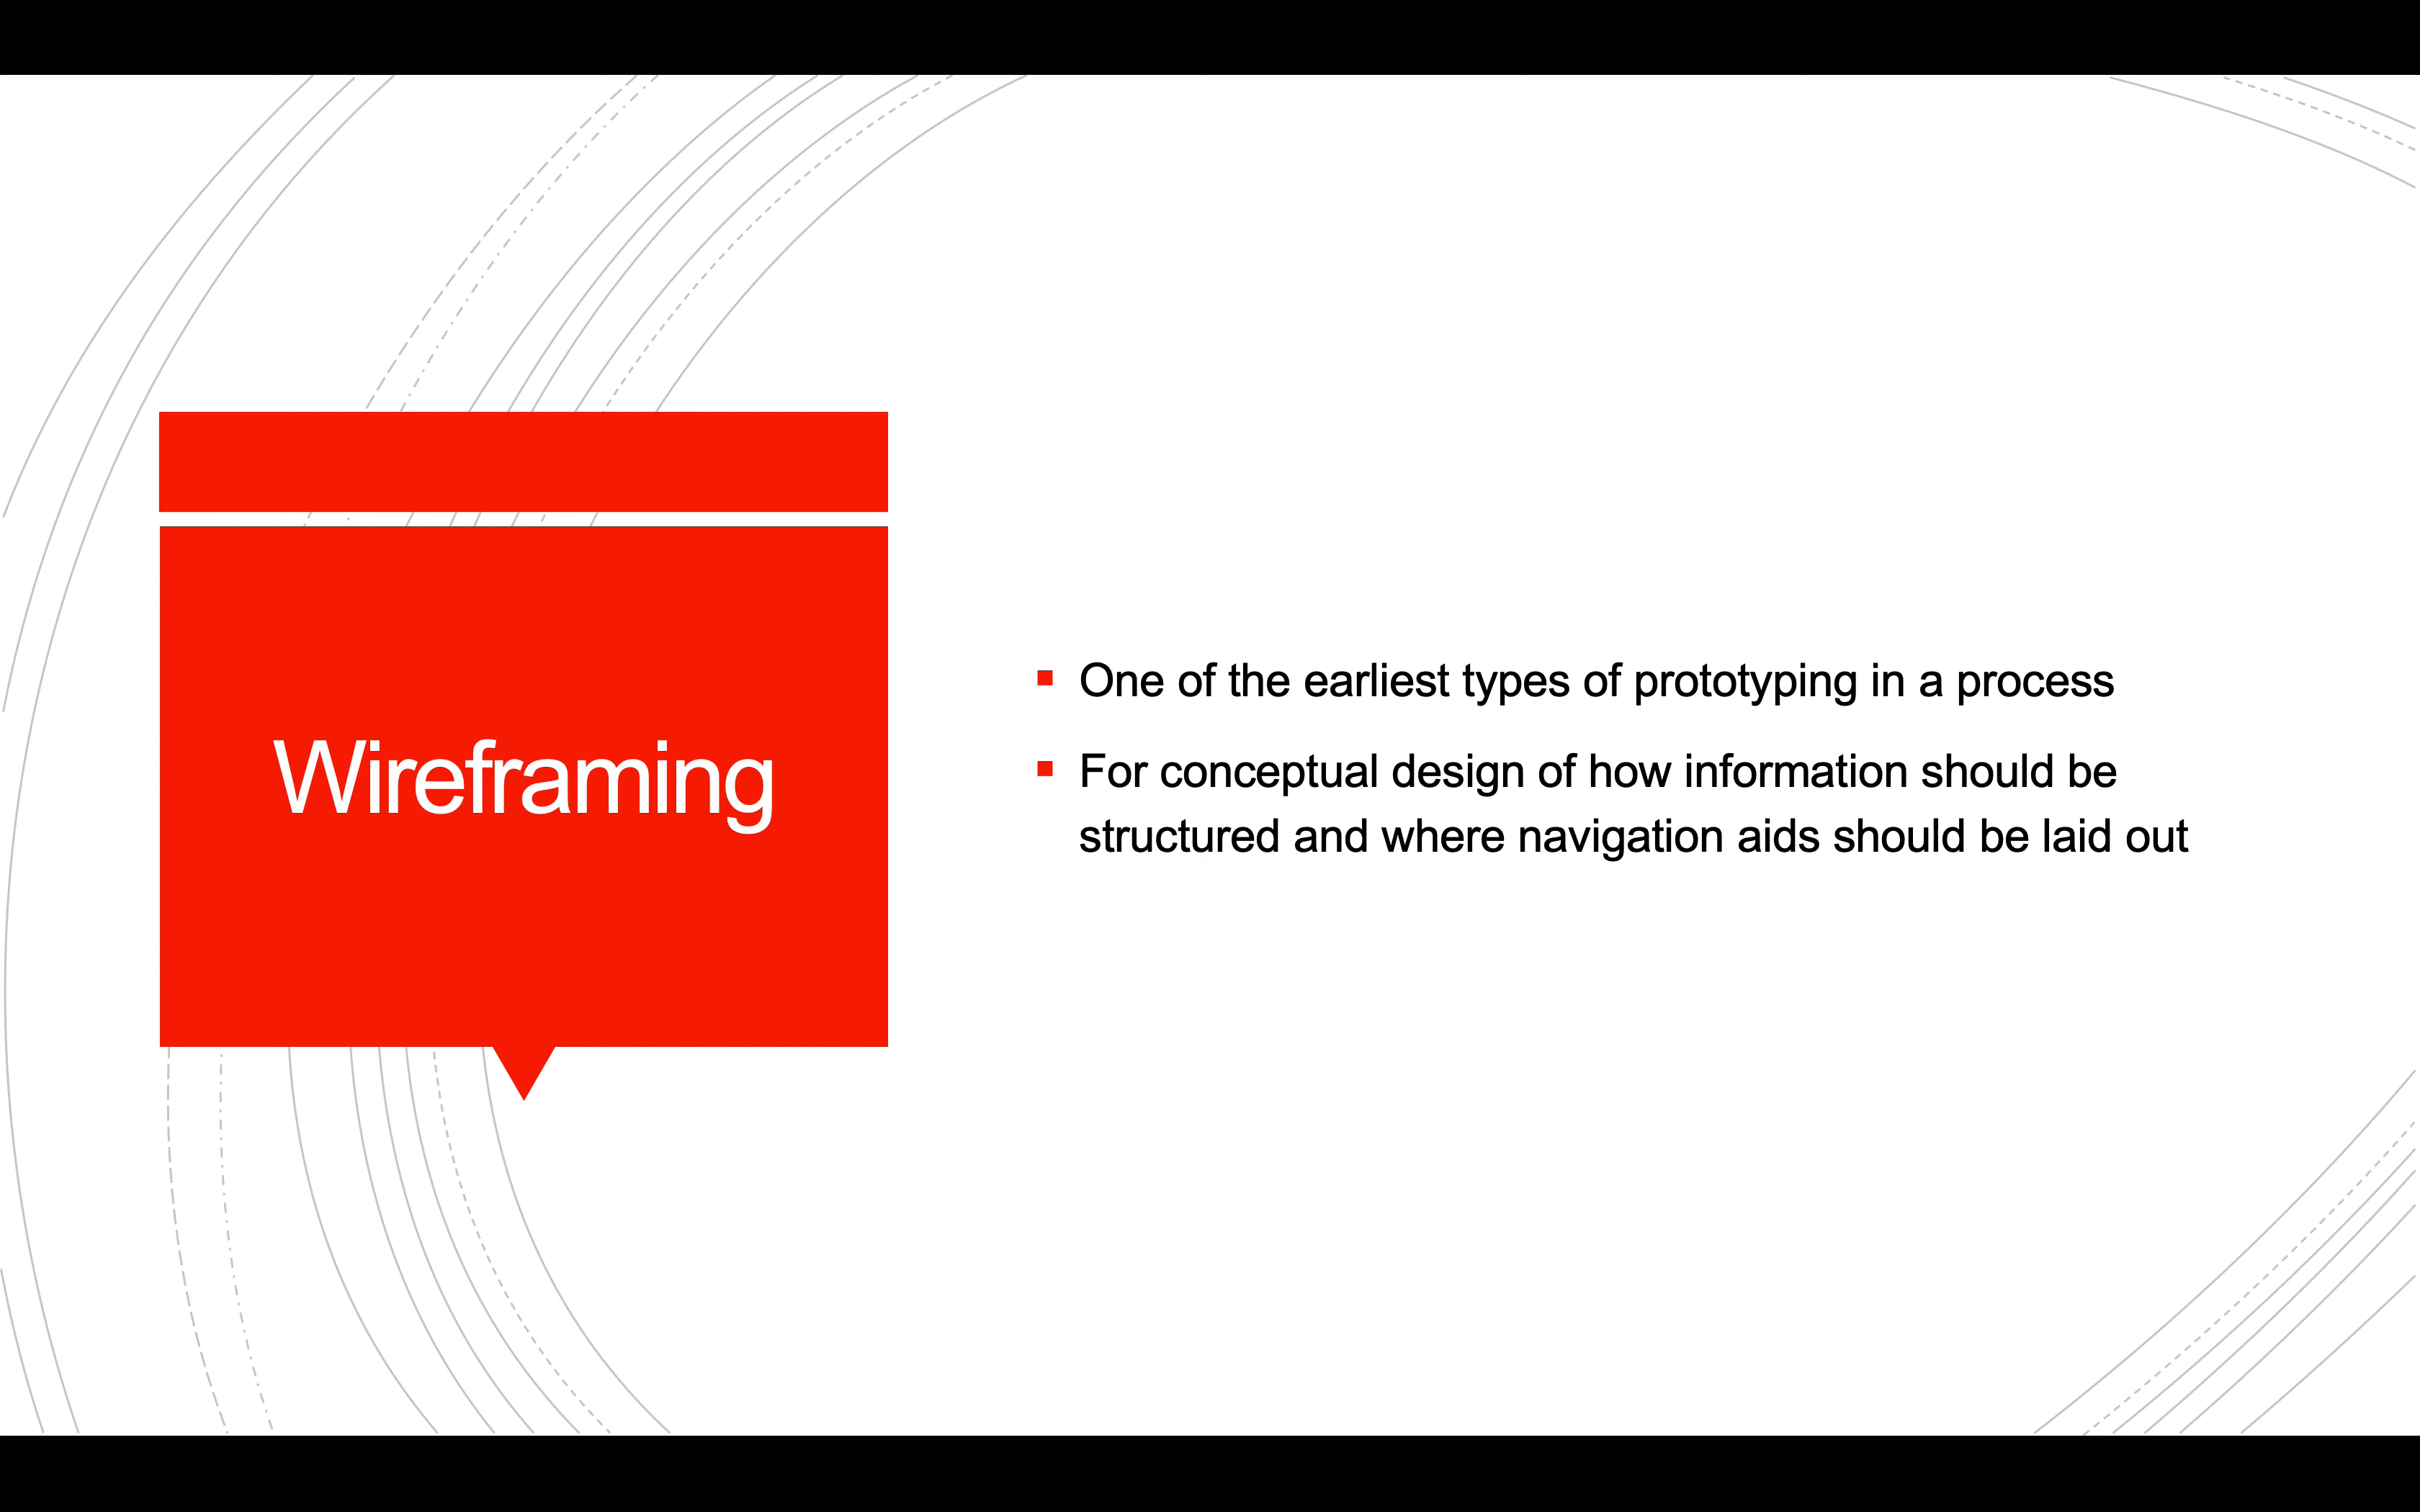 Wireframing
One of the earliest types of prototyping in a process
For conceptual design of how information should be
structured and where navigation aids should be laid out